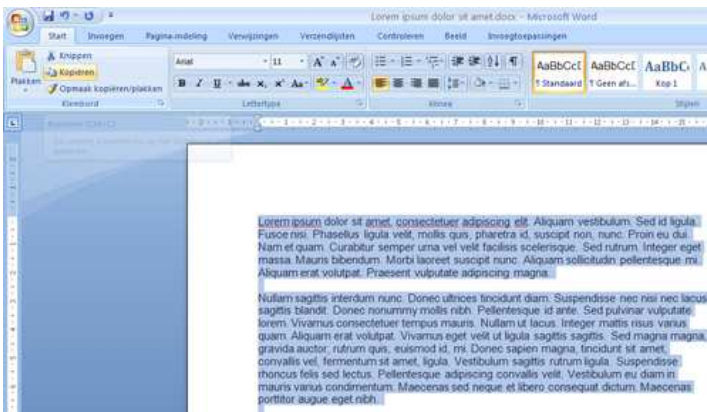 Lorem ipsum dolor sit amet.docx - Microsoft Word
Start Invoegen Pagina-indeling Verwijzingen Verzendlijsten Controleren Beeld Invoegtoepassingen
Plakken
Knippen
Kopiëren
Opmaak kopiëren/plakken
Klembord
Arial 11
Lettertype
Alinea
AaBbCcI AaBbCcI AaBbC
¶ Standaard ¶ Geen afs... Kop 1
Stijlen
Lorem ipsum dolor sit amet, consectetuer adipiscing elit. Aliquam vestibulum. Sed id ligula.
Fusce nisi. Phasellus ligula velit, mollis quis, pharetra id, suscipit non, nunc. Proin eu dui.
Nam et quam. Curabitur semper urna vel velit facilisis scelerisque. Sed rutrum. Integer eget
massa. Mauris bibendum. Morbi laoreet suscipit nunc. Aliquam sollicitudin pellentesque mi.
Aliquam erat volutpat. Praesent vulputate adipiscing magna.
Nullam sagittis interdum nunc. Donec ultrices tincidunt diam. Suspendisse nec nisi nec lacus
sagittis blandit. Donec nonummy mollis nibh. Pellentesque id ante. Sed pulvinar vulputate
lorem. Vivamus consectetuer tempus mauris. Nullam ut lacus. Integer mattis risus varius
quam. Aliquam erat volutpat. Vivamus eget velit ut ligula sagittis sagittis. Sed magna magna,
gravida auctor, rutrum quis, euismod id, mi. Donec sapien magna, tincidunt sit amet,
convallis vel, fermentum sit amet, ligula. Vestibulum sagittis rutrum ligula. Suspendisse
rhoncus felis sed lectus. Pellentesque adipiscing convallis velit. Vestibulum eu diam in
mauris varius condimentum. Maecenas sed neque et libero consequat dictum. Maecenas
porttitor augue eget nibh.